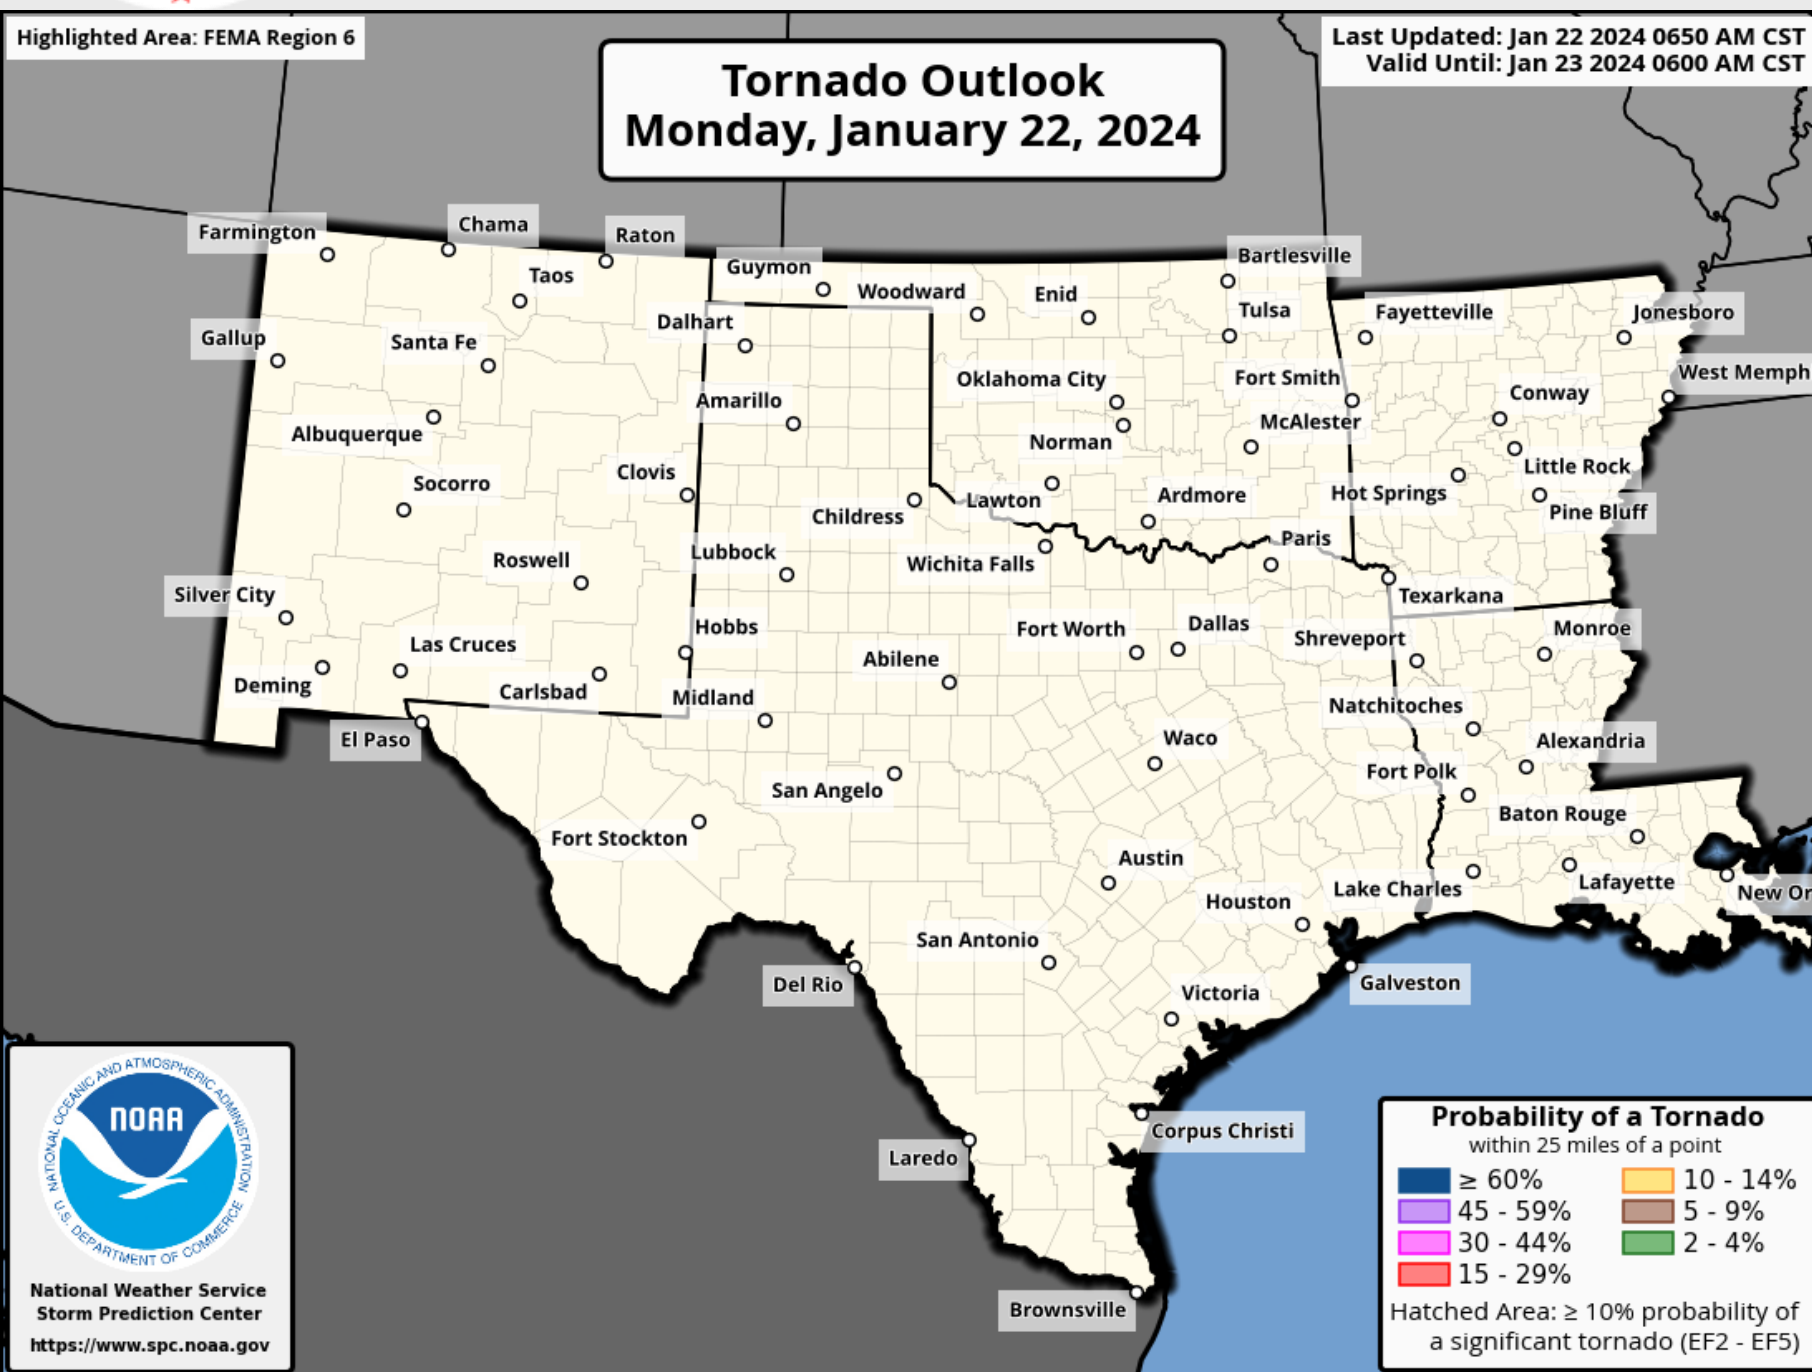 Highlighted Area: FEMA Region 6
Tornado Outlook
Monday, January 22, 2024
Last Updated: Jan 22 2024 0650 AM CST
Valid Until: Jan 23 2024 0600 AM CST
Farmington
Chama
Raton
Taos
Guymon
Woodward
Enid
Bartlesville
Tulsa
Fayetteville
Jonesboro
Gallup
Santa Fe
Dalhart
Oklahoma City
Fort Smith
West Memph
Amarillo
Conway
Albuquerque
Norman
McAlester
Little Rock
Socorro
Clovis
Childress
Lawton
Ardmore
Hot Springs
Pine Bluff
Roswell
Lubbock
Wichita Falls
Paris
Silver City
Texarkana
Las Cruces
Hobbs
Fort Worth
Dallas
Shreveport
Monroe
Deming
Carlsbad
Midland
Abilene
Natchitoches
El Paso
Waco
Alexandria
San Angelo
Fort Polk
Fort Stockton
Baton Rouge
Austin
Houston
Lake Charles
Lafayette
New Or
San Antonio
Del Rio
Victoria
Galveston
Corpus Christi
Laredo
Brownsville
NATIONAL OCEANIC AND ATMOSPHERIC ADMINISTRATION
NOAA
U.S. DEPARTMENT OF COMMERCE
National Weather Service
Storm Prediction Center
https://www.spc.noaa.gov
Probability of a Tornado
within 25 miles of a point
≥ 60%
10 - 14%
45 - 59%
5 - 9%
30 - 44%
2 - 4%
15 - 29%
Hatched Area: ≥ 10% probability of
a significant tornado (EF2 - EF5)